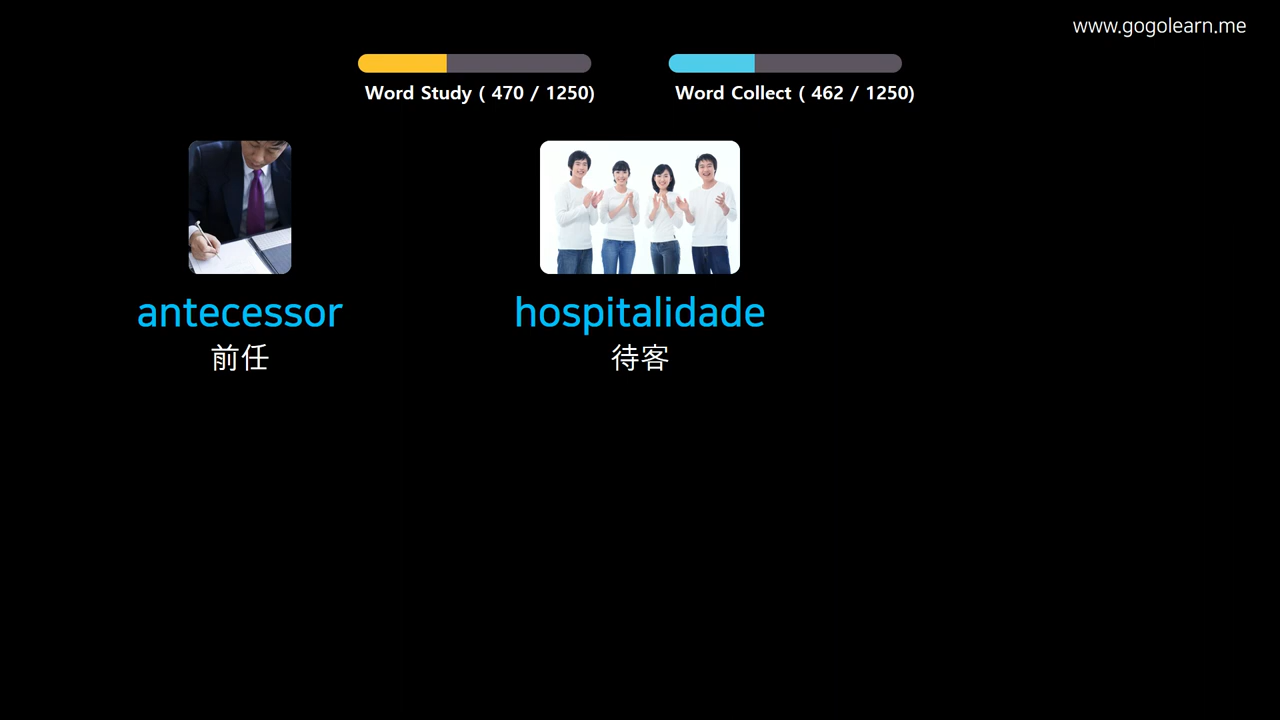 www.gogolearn.me
Word Study ( 470 / 1250)
Word Collect ( 462 / 1250)
antecessor
前任
hospitalidade
待客